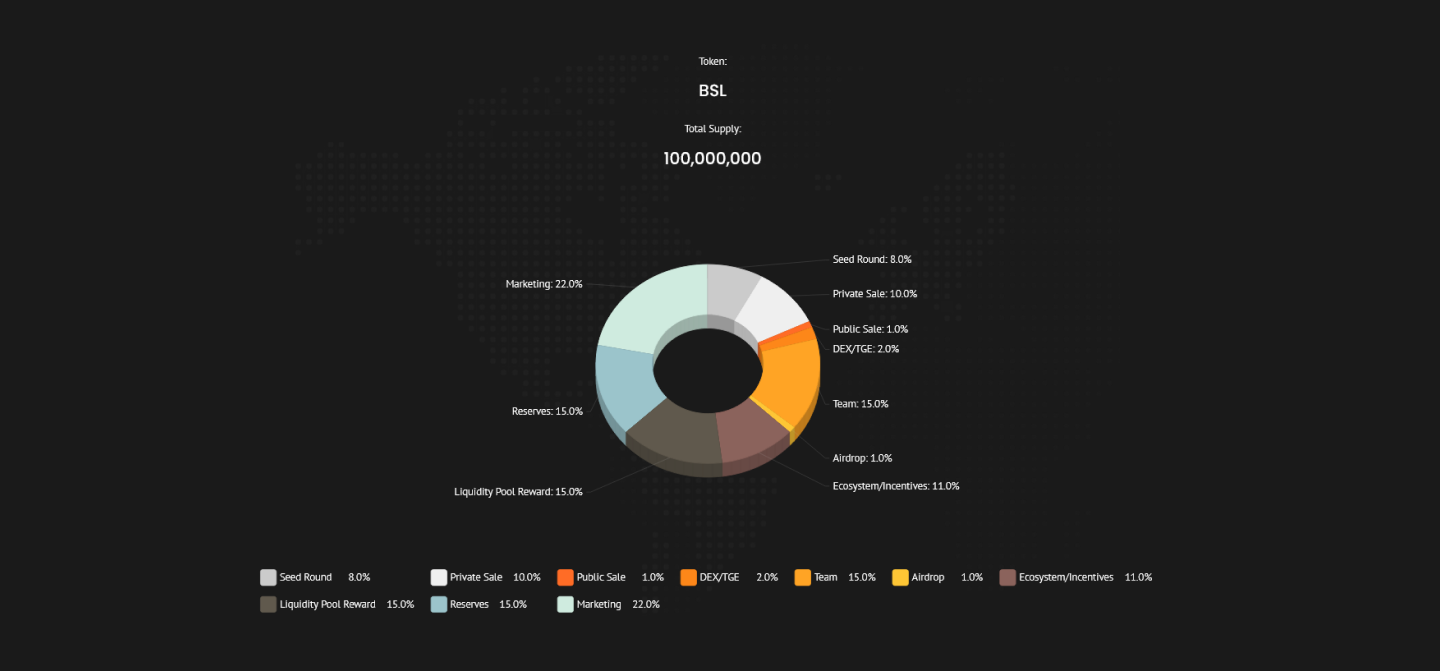 Token:
BSL
Total Supply:
100,000,000
Seed Round: 8.0%
Marketing: 22.0%
Private Sale: 10.0%
Public Sale: 1.0%
DEX/TGE: 2.0%
Team: 15.0%
Reserves: 15.0%
Airdrop: 1.0%
Ecosystem/Incentives: 11.0%
Liquidity Pool Reward: 15.0%
Seed Round 8.0% Private Sale 10.0% Public Sale 1.0% DEX/TGE 2.0% Team 15.0% Airdrop 1.0% Ecosystem/Incentives 11.0%
Liquidity Pool Reward 15.0% Reserves 15.0% Marketing 22.0%